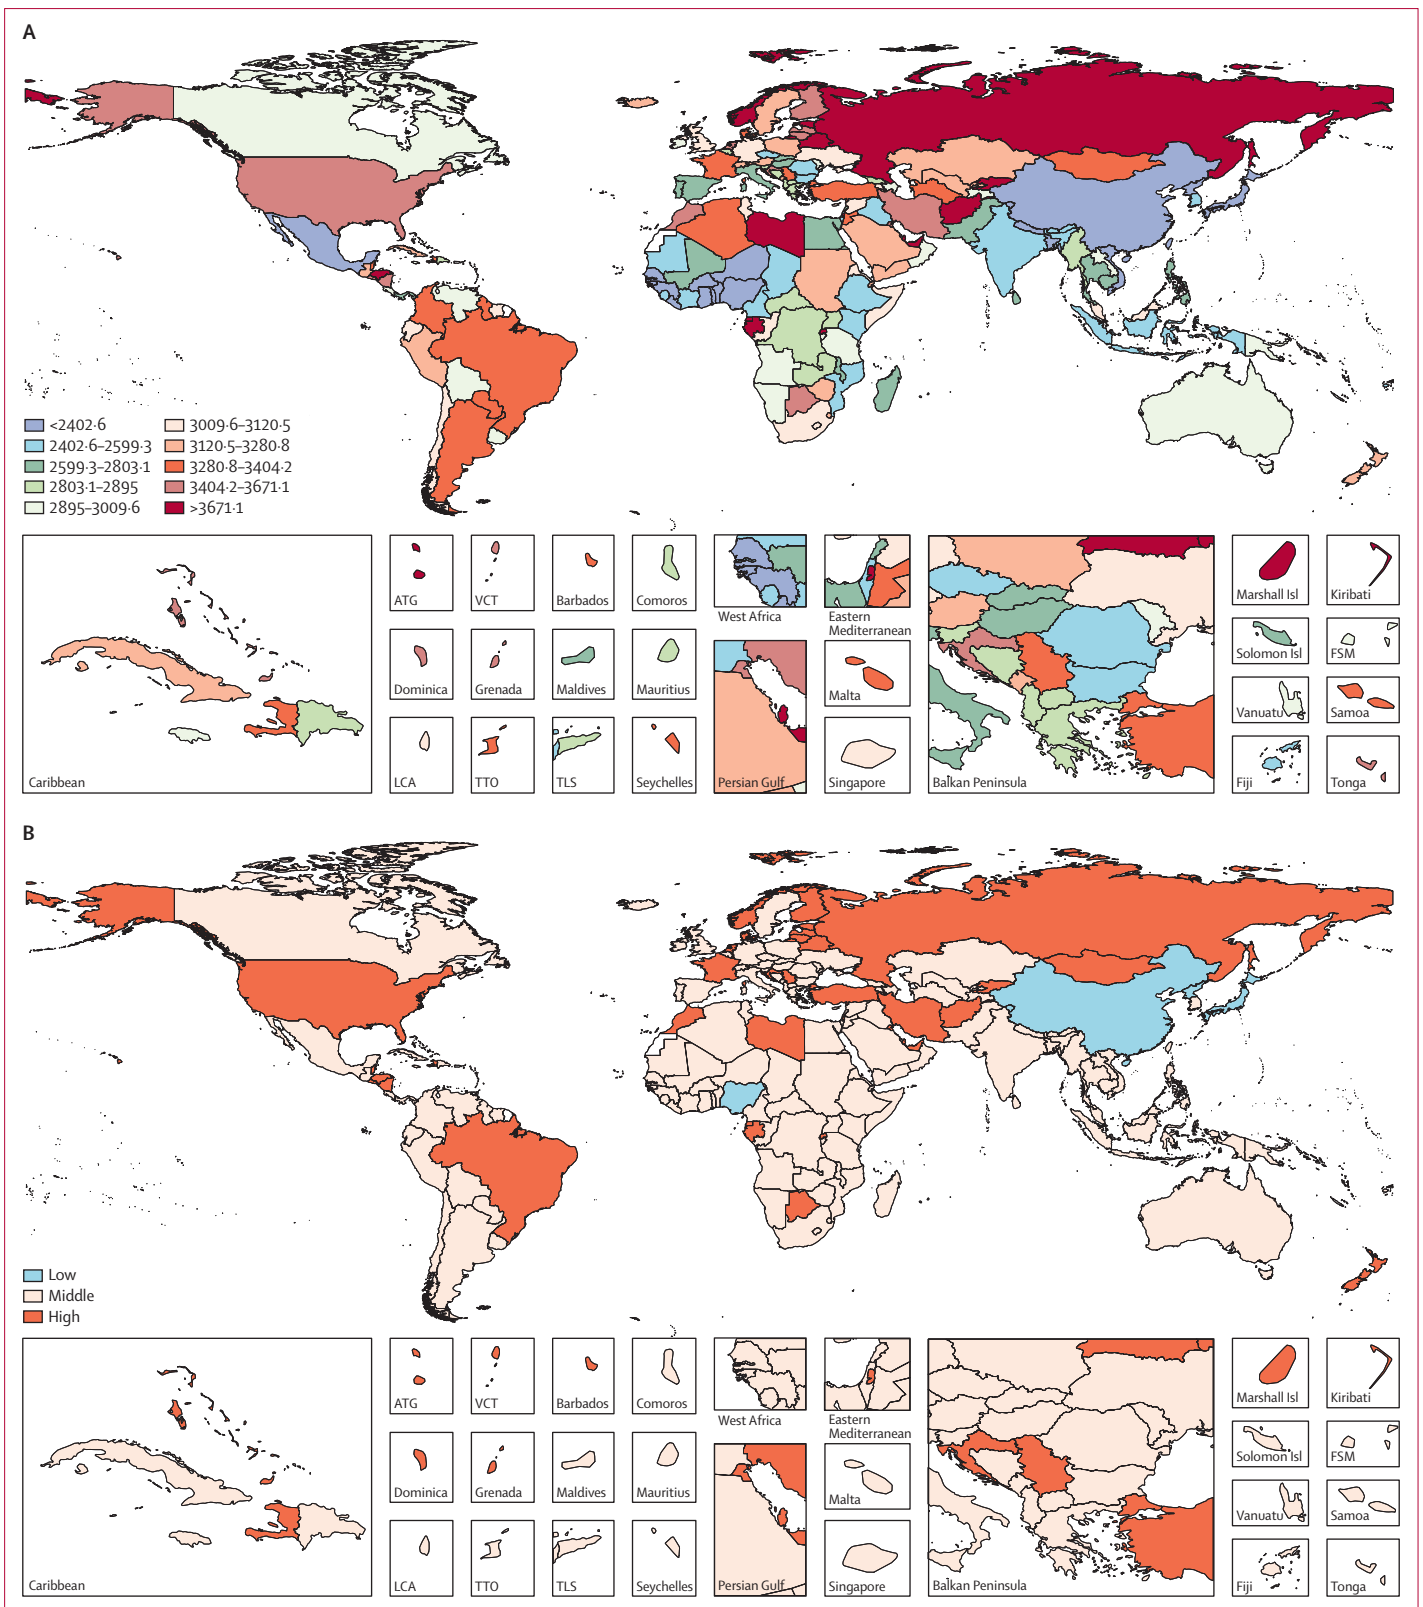 A
<2402·6
2402·6–2599·3
2599·3–2803·1
2803·1–2895
2895–3009·6
3009·6–3120·5
3120·5–3280·8
3280·8–3404·2
3404·2–3671·1
>3671·1
Caribbean
ATG
VCT
Barbados
Comoros
Dominica
Grenada
Maldives
Mauritius
LCA
TTO
TLS
Seychelles
West Africa
Eastern
Mediterranean
Persian Gulf
Malta
Singapore
Balkan Peninsula
Marshall Isl
Kiribati
Solomon Isl
FSM
Vanuatu
Samoa
Fiji
Tonga
B
Low
Middle
High
Caribbean
ATG
VCT
Barbados
Comoros
Dominica
Grenada
Maldives
Mauritius
LCA
TTO
TLS
Seychelles
West Africa
Eastern
Mediterranean
Persian Gulf
Malta
Singapore
Balkan Peninsula
Marshall Isl
Kiribati
Solomon Isl
FSM
Vanuatu
Samoa
Fiji
Tonga